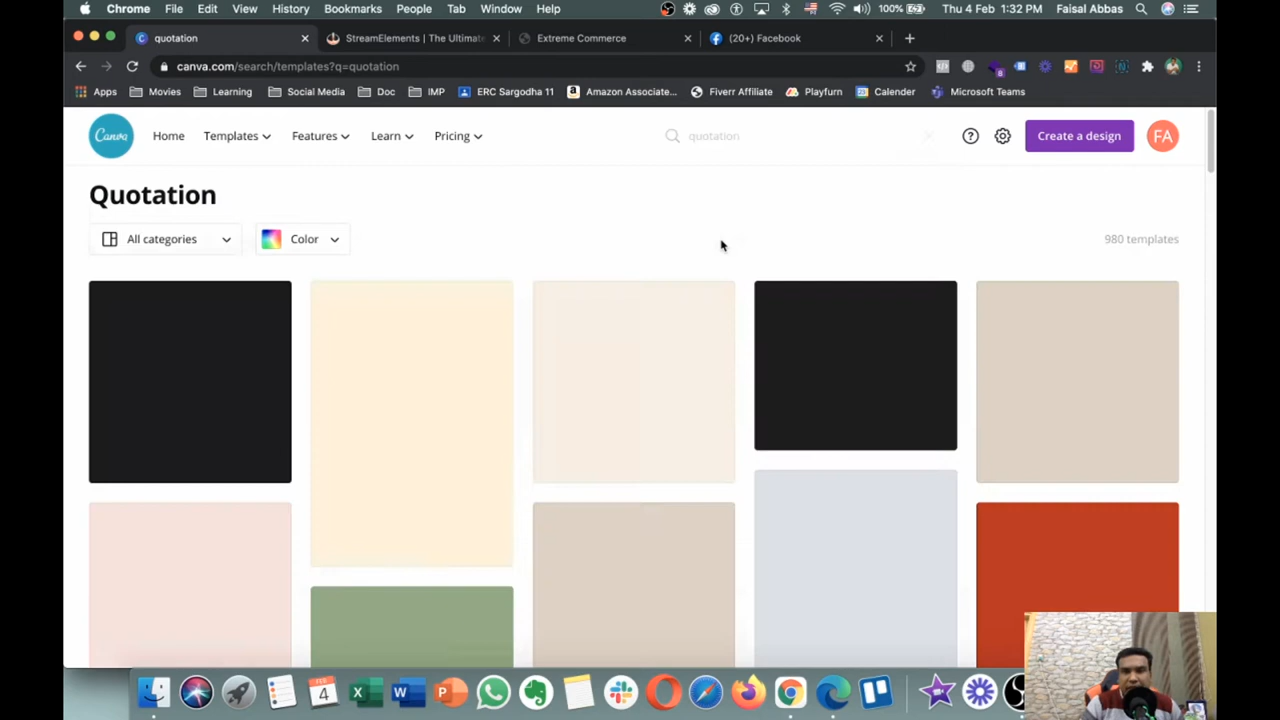 Chrome File Edit View History Bookmarks People Tab Window Help 100% Thu 4 Feb 1:32 PM Faisal Abbas
quotation StreamElements | The Ultimate Extreme Commerce (20+) Facebook
canva.com/search/templates?q=quotation
Apps Movies Learning Social Media Doc IMP ERC Sargodha 11 Amazon Associate... Fiverr Affiliate Playfurn Calender Microsoft Teams
Canva Home Templates Features Learn Pricing quotation Create a design FA
Quotation
All categories Color 980 templates
FEB
4